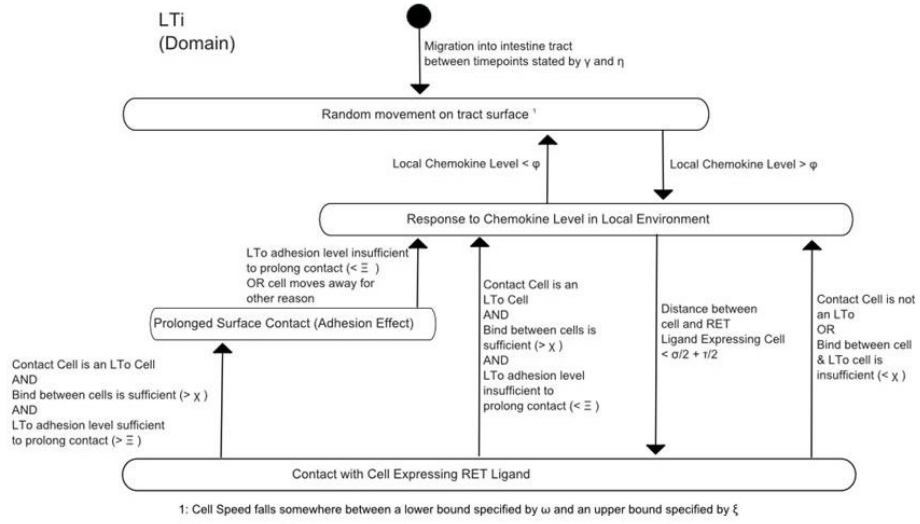 LTi
(Domain)
Migration into intestine tract
between timepoints stated by γ and η
Random movement on tract surface ¹
Local Chemokine Level < φ
Local Chemokine Level > φ
Response to Chemokine Level in Local Environment
LTo adhesion level insufficient
to prolong contact (< Ξ )
OR cell moves away for
other reason
Prolonged Surface Contact (Adhesion Effect)
Contact Cell is an LTo Cell
AND
Bind between cells is sufficient (> χ )
AND
LTo adhesion level sufficient
to prolong contact (> Ξ )
Contact Cell is an
LTo Cell
AND
Bind between cells is
sufficient (> χ )
AND
LTo adhesion level
insufficient to
prolong contact (< Ξ )
Distance between
cell and RET
Ligand Expressing Cell
< σ/2 + τ/2
Contact Cell is not
an LTo
OR
Bind between cell
& LTo cell is
insufficient (< χ )
Contact with Cell Expressing RET Ligand
1: Cell Speed falls somewhere between a lower bound specified by ω and an upper bound specified by ξ